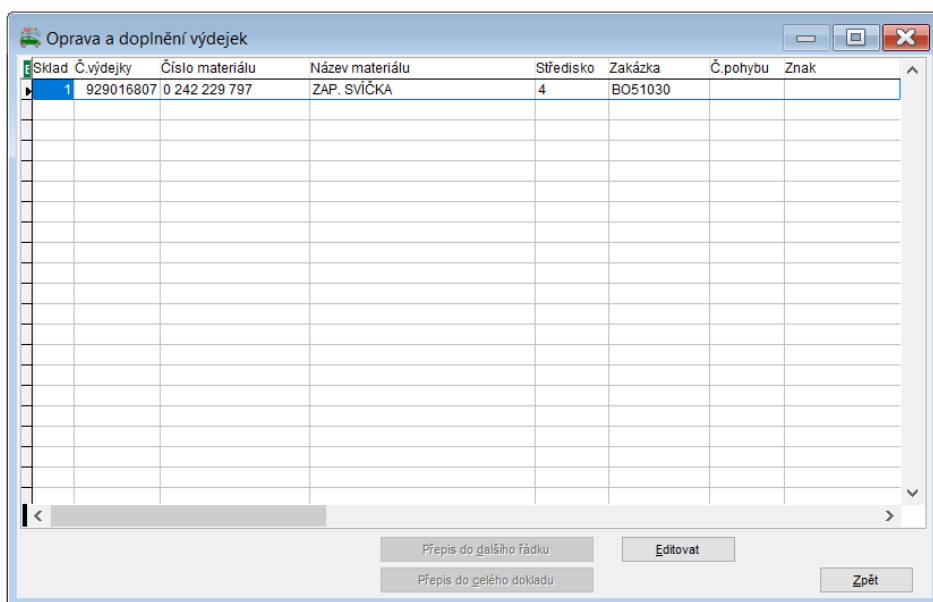 Oprava a doplnění výdejek
Sklad Č.výdejky Číslo materiálu Název materiálu Středisko Zakázka Č.pohybu Znak
1 929016807 0 242 229 797 ZAP. SVÍČKA 4 BO51030
Přepis do dalšího řádku Editovat
Přepis do celého dokladu Zpět